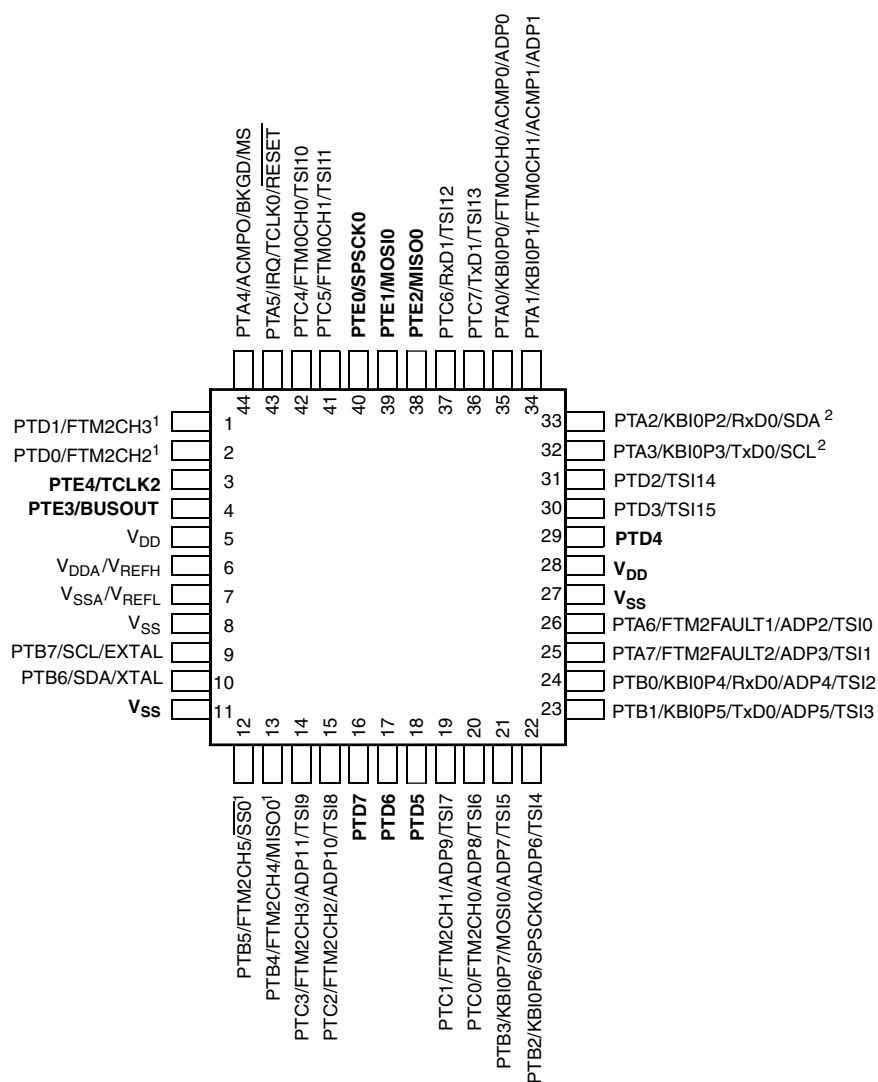 PTA4/ACMPO/BKGD/MS
PTA5/IRQ/TCLK0/RESET
PTC4/FTM0CH0/TSI10
PTC5/FTM0CH1/TSI11
PTE0/SPSCK0
PTE1/MOSI0
PTE2/MISO0
PTC6/RxD1/TSI12
PTC7/TxD1/TSI13
PTA0/KBI0P0/FTM0CH0/ACMP0/ADP0
PTA1/KBI0P1/FTM0CH1/ACMP1/ADP1
44
43
42
41
40
39
38
37
36
35
34
PTD1/FTM2CH3¹ 1
PTD0/FTM2CH2¹ 2
PTE4/TCLK2 3
PTE3/BUSOUT 4
VDD 5
VDDA/VREFH 6
VSSA/VREFL 7
VSS 8
PTB7/SCL/EXTAL 9
PTB6/SDA/XTAL 10
VSS 11
33 PTA2/KBI0P2/RxD0/SDA ²
32 PTA3/KBI0P3/TxD0/SCL²
31 PTD2/TSI14
30 PTD3/TSI15
29 PTD4
28 VDD
27 VSS
26 PTA6/FTM2FAULT1/ADP2/TSI0
25 PTA7/FTM2FAULT2/ADP3/TSI1
24 PTB0/KBI0P4/RxD0/ADP4/TSI2
23 PTB1/KBI0P5/TxD0/ADP5/TSI3
12
13
14
15
16
17
18
19
20
21
22
PTB5/FTM2CH5/SS0¹
PTB4/FTM2CH4/MISO0¹
PTC3/FTM2CH3/ADP11/TSI9
PTC2/FTM2CH2/ADP10/TSI8
PTD7
PTD6
PTD5
PTC1/FTM2CH1/ADP9/TSI7
PTC0/FTM2CH0/ADP8/TSI6
PTB3/KBI0P7/MOSI0/ADP7/TSI5
PTB2/KBI0P6/SPSCK0/ADP6/TSI4